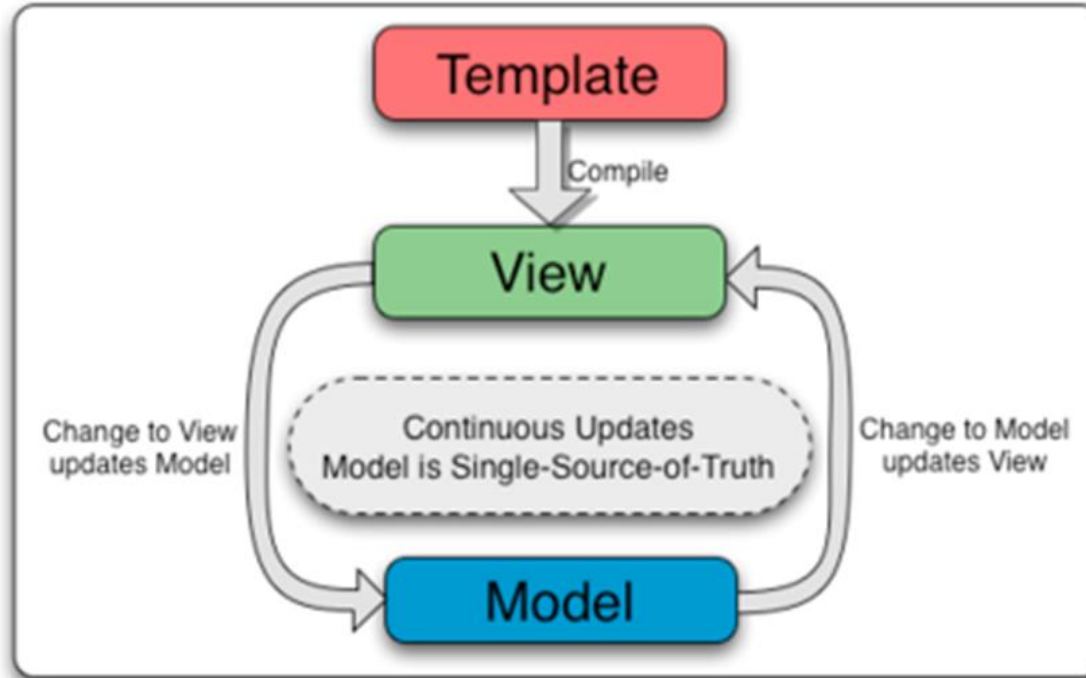 Template
Compile
View
Change to View
updates Model
Continuous Updates
Model is Single-Source-of-Truth
Change to Model
updates View
Model